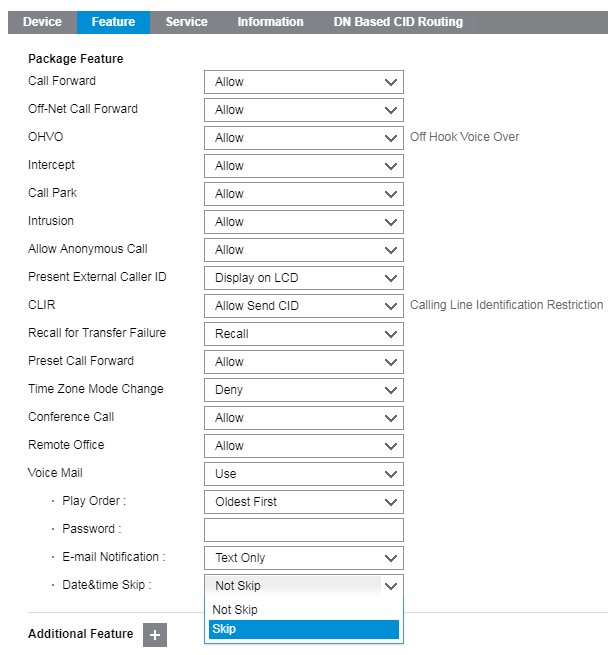 Device Feature Service Information DN Based CID Routing
Package Feature
Call Forward Allow
Off-Net Call Forward Allow
OHVO Allow Off Hook Voice Over
Intercept Allow
Call Park Allow
Intrusion Allow
Allow Anonymous Call Allow
Present External Caller ID Display on LCD
CLIR Allow Send CID Calling Line Identification Restriction
Recall for Transfer Failure Recall
Preset Call Forward Allow
Time Zone Mode Change Deny
Conference Call Allow
Remote Office Allow
Voice Mail Use
· Play Order : Oldest First
· Password :
· E-mail Notification : Text Only
· Date&time Skip : Not Skip
Not Skip
Skip
Additional Feature +